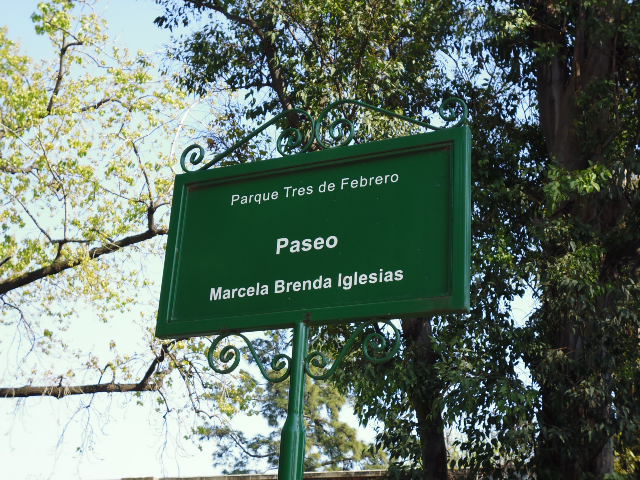 Parque Tres de Febrero
Paseo
Marcela Brenda Iglesias